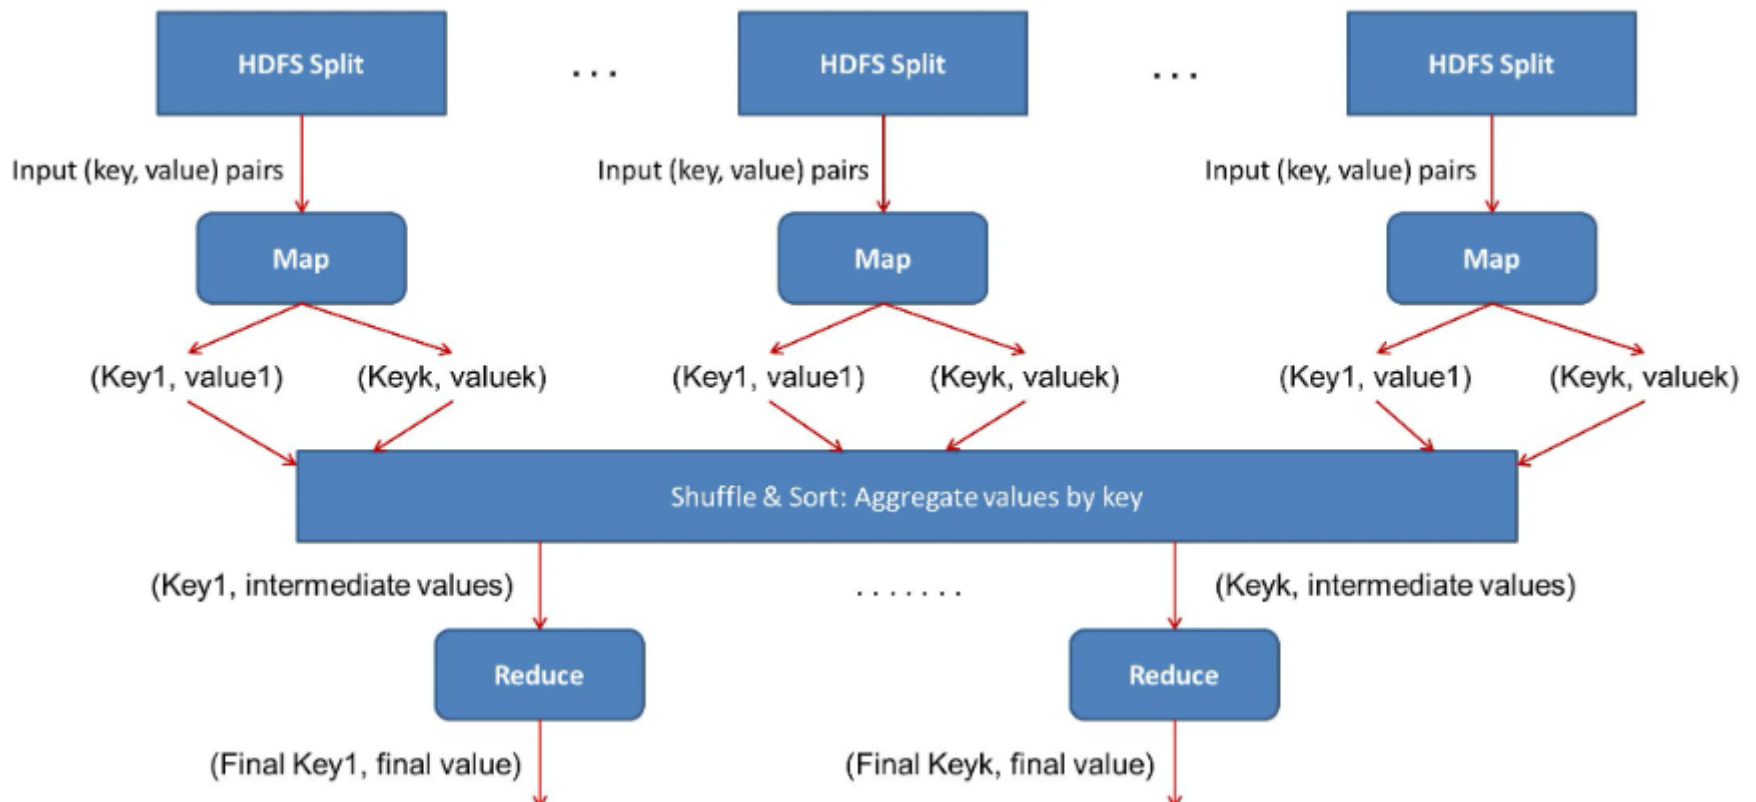 HDFS Split ... HDFS Split ... HDFS Split
Input (key, value) pairs Input (key, value) pairs Input (key, value) pairs
Map Map Map
(Key1, value1) (Keyk, valuek) (Key1, value1) (Keyk, valuek) (Key1, value1) (Keyk, valuek)
Shuffle & Sort: Aggregate values by key
(Key1, intermediate values) ....... (Keyk, intermediate values)
Reduce Reduce
(Final Key1, final value) (Final Keyk, final value)